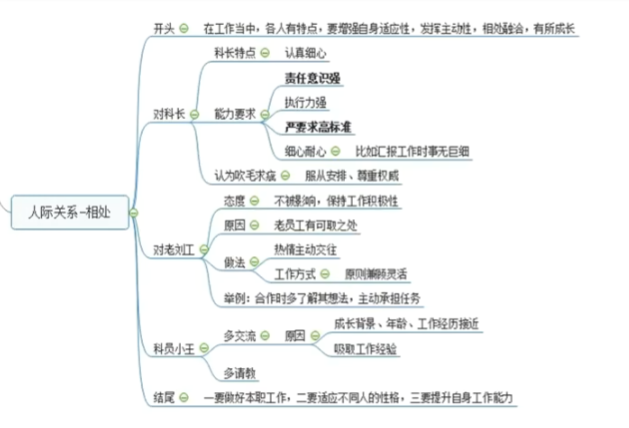 人际关系-相处
开头
在工作当中，各人有特点，要增强自身适应性，发挥主动性，相处融洽，有所成长
对科长
科长特点
认真细心
能力要求
责任意识强
执行力强
严要求高标准
细心耐心
比如汇报工作时事无巨细
认为吹毛求疵
服从安排、尊重权威
对老刘工
态度
不被影响，保持工作积极性
原因
老员工有可取之处
做法
热情主动交往
工作方式
原则兼顾灵活
举例：合作时多了解其想法，主动承担任务
科员小王
多交流
原因
成长背景、年龄、工作经历接近
吸取工作经验
多请教
结尾
一要做好本职工作，二要适应不同人的性格，三要提升自身工作能力